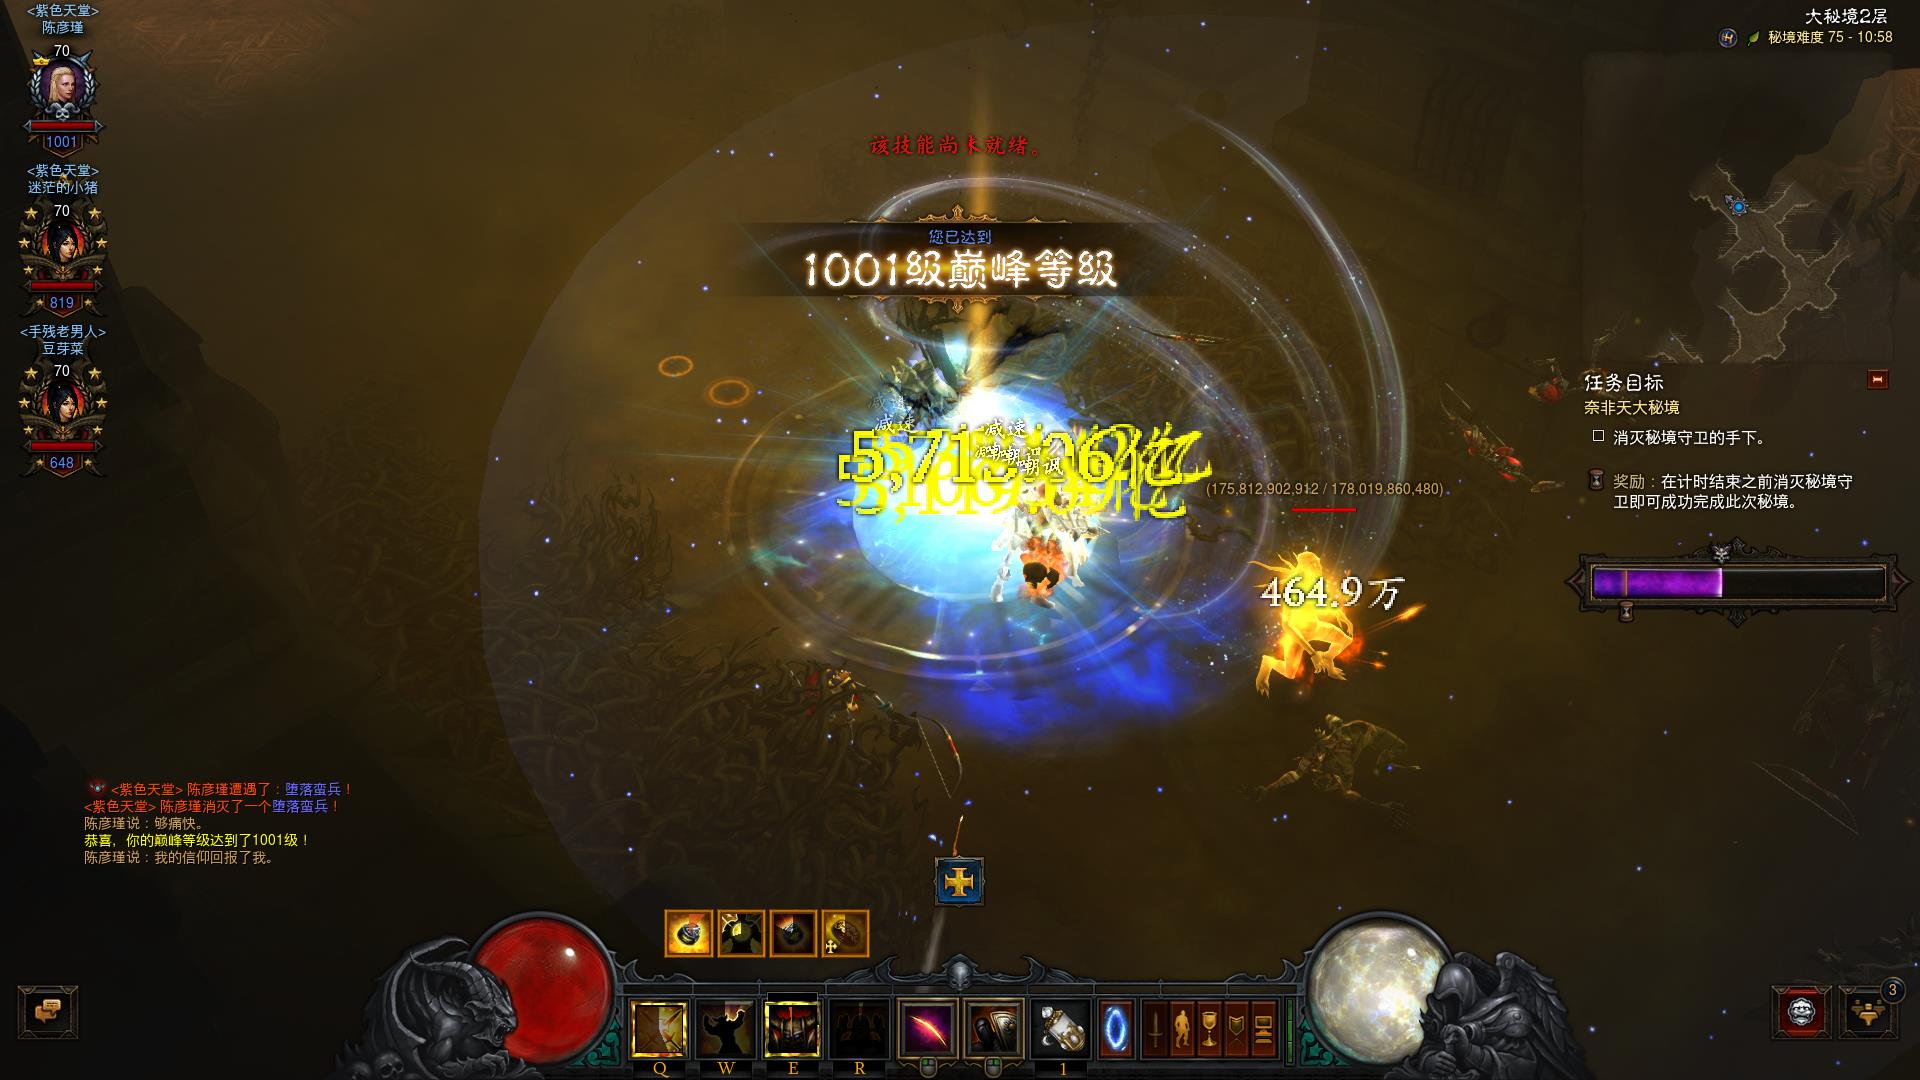 <紫色天堂>
陈彦瑾
70
1001
<紫色天堂>
迷茫的小猪
70
819
<手残老男人>
豆芽菜
70
648
大秘境2层
秘境难度 75 - 10:58
该技能尚未就绪。
您已达到
1001级巅峰等级
减速
减速
减速
嘲讽
(175,812,902,912 / 178,019,860,480)
464.9万
任务目标
奈非天大秘境
消灭秘境守卫的手下。
奖励：在计时结束之前消灭秘境守
卫即可成功完成此次秘境。
<紫色天堂> 陈彦瑾遭遇了：堕落蛮兵！
<紫色天堂> 陈彦瑾消灭了一个堕落蛮兵！
陈彦瑾说：够痛快。
恭喜，你的巅峰等级达到了1001级！
陈彦瑾说：我的信仰回报了我。
Q
W
E
R
1
3